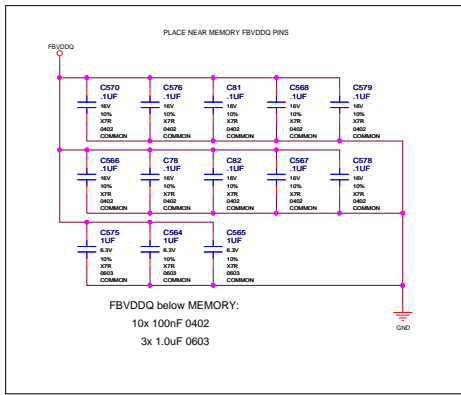 PLACE NEAR MEMORY FBVDDQ PINS
FBVDDQ
C570 C576 C81 C568 C579
.1UF .1UF .1UF .1UF .1UF
16V 16V 16V 16V 16V
10% 10% 10% 10% 10%
X7R X7R X7R X7R X7R
0402 0402 0402 0402 0402
COMMON COMMON COMMON COMMON COMMON
C566 C78 C82 C567 C578
.1UF .1UF .1UF .1UF .1UF
16V 16V 16V 16V 16V
10% 10% 10% 10% 10%
X7R X7R X7R X7R X7R
0402 0402 0402 0402 0402
COMMON COMMON COMMON COMMON COMMON
C575 C564 C565
1UF 1UF 1UF
6.3V 6.3V 6.3V
10% 10% 10%
X7R X7R X7R
0603 0603 0603
COMMON COMMON COMMON
FBVDDQ below MEMORY:
10x 100nF 0402
3x 1.0uF 0603
GND